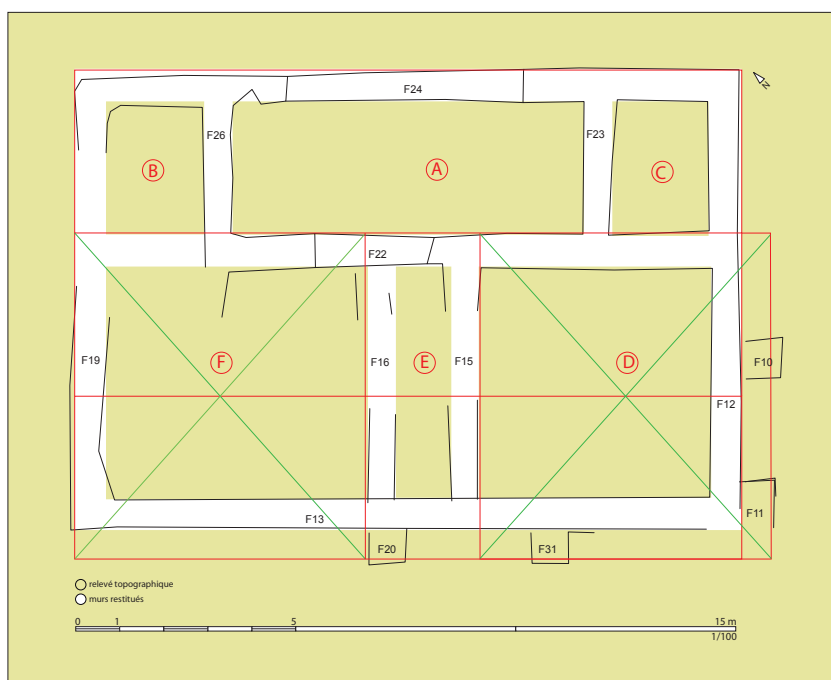 N
F24
F26
F23
B
A
C
F22
F19
F
F16
E
F15
D
F10
F12
F13
F11
F20
F31
relevé topographique
murs restitués
0 1 5 15 m
1/100